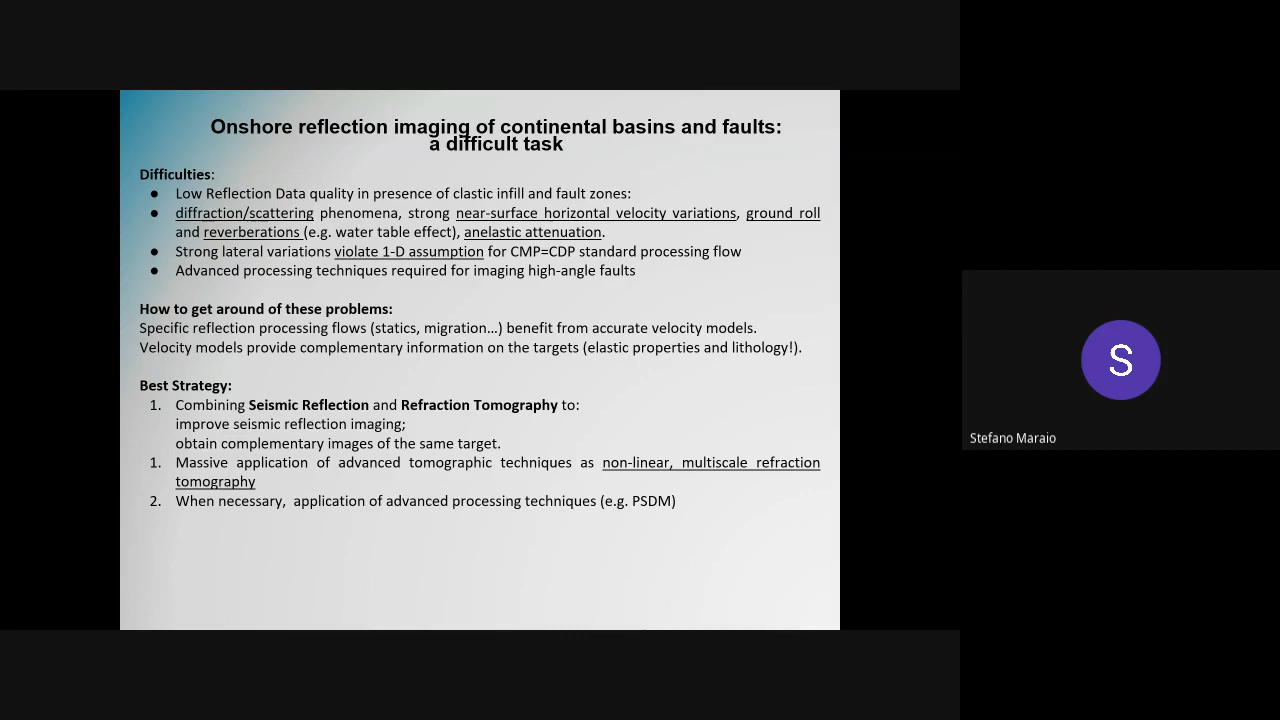 Onshore reflection imaging of continental basins and faults:
a difficult task
Difficulties:
● Low Reflection Data quality in presence of clastic infill and fault zones:
● diffraction/scattering phenomena, strong near-surface horizontal velocity variations, ground roll
and reverberations (e.g. water table effect), anelastic attenuation.
● Strong lateral variations violate 1-D assumption for CMP=CDP standard processing flow
● Advanced processing techniques required for imaging high-angle faults
How to get around of these problems:
Specific reflection processing flows (statics, migration…) benefit from accurate velocity models.
Velocity models provide complementary information on the targets (elastic properties and lithology!).
Best Strategy:
1. Combining Seismic Reflection and Refraction Tomography to:
improve seismic reflection imaging;
obtain complementary images of the same target.
1. Massive application of advanced tomographic techniques as non-linear, multiscale refraction
tomography
2. When necessary, application of advanced processing techniques (e.g. PSDM)
S
Stefano Maraio